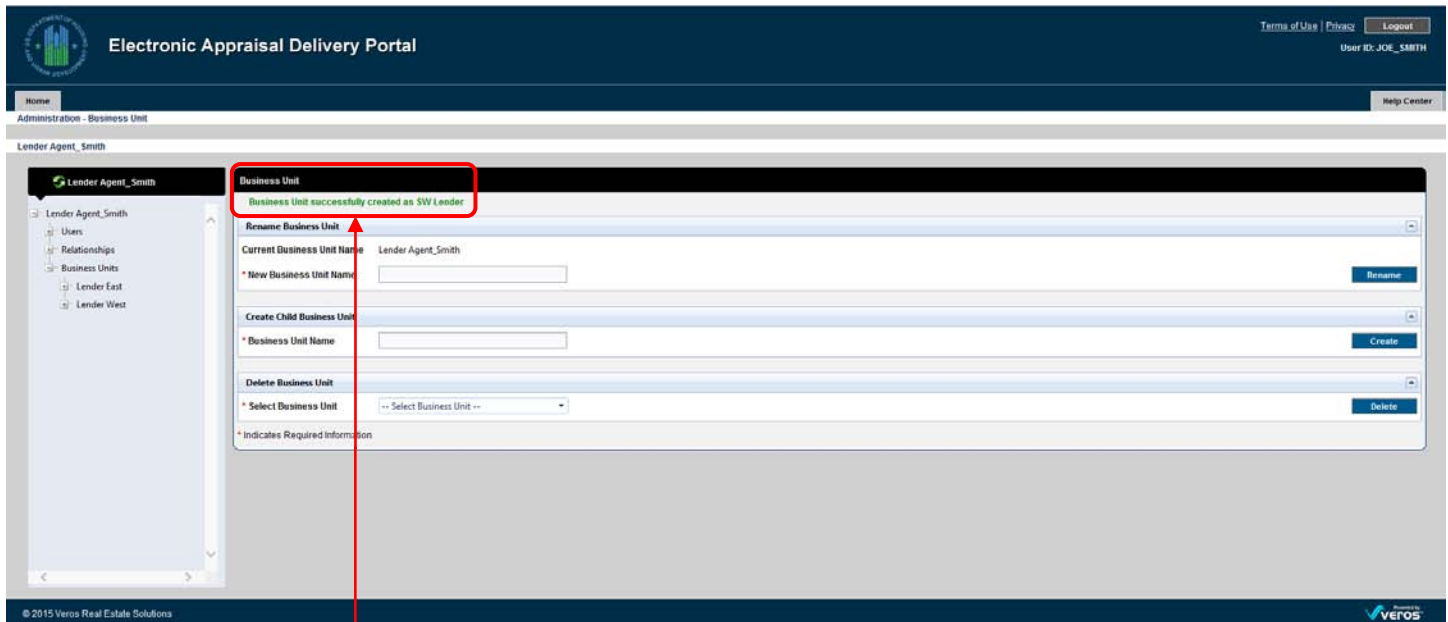 Terms of Use | Privacy Logout
Electronic Appraisal Delivery Portal
User ID: JOE_SMITH
Home Help Center
Administration - Business Unit
Lender Agent_Smith
Lender Agent_Smith
Lender Agent_Smith
Users
Relationships
Business Units
Lender East
Lender West
Business Unit
Business Unit successfully created as SW Lender
Rename Business Unit
Current Business Unit Name Lender Agent_Smith
* New Business Unit Name Rename
Create Child Business Unit
* Business Unit Name Create
Delete Business Unit
* Select Business Unit -- Select Business Unit -- Delete
* Indicates Required Information
© 2015 Veros Real Estate Solutions
Powered by
veros